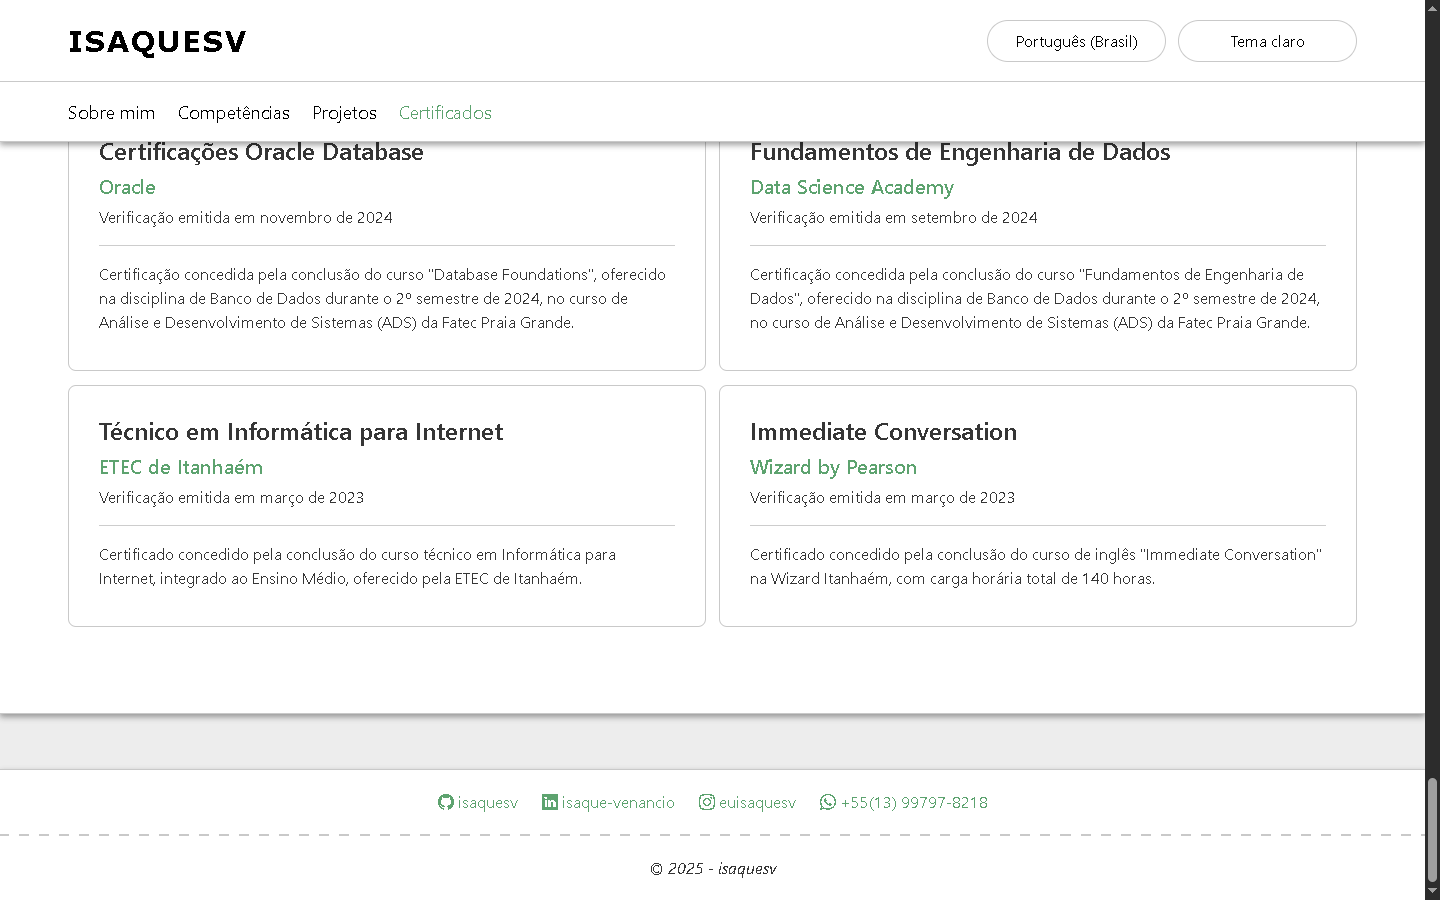 ISAQUESV
Português (Brasil)
Tema claro
Sobre mim Competências Projetos Certificados
Certificações Oracle Database
Oracle
Verificação emitida em novembro de 2024
Certificação concedida pela conclusão do curso "Database Foundations", oferecido
na disciplina de Banco de Dados durante o 2º semestre de 2024, no curso de
Análise e Desenvolvimento de Sistemas (ADS) da Fatec Praia Grande.
Fundamentos de Engenharia de Dados
Data Science Academy
Verificação emitida em setembro de 2024
Certificação concedida pela conclusão do curso "Fundamentos de Engenharia de
Dados", oferecido na disciplina de Banco de Dados durante o 2º semestre de 2024,
no curso de Análise e Desenvolvimento de Sistemas (ADS) da Fatec Praia Grande.
Técnico em Informática para Internet
ETEC de Itanhaém
Verificação emitida em março de 2023
Certificado concedido pela conclusão do curso técnico em Informática para
Internet, integrado ao Ensino Médio, oferecido pela ETEC de Itanhaém.
Immediate Conversation
Wizard by Pearson
Verificação emitida em março de 2023
Certificado concedido pela conclusão do curso de inglês "Immediate Conversation"
na Wizard Itanhaém, com carga horária total de 140 horas.
isaquesv isaque-venancio euisaquesv +55(13) 99797-8218
© 2025 - isaquesv